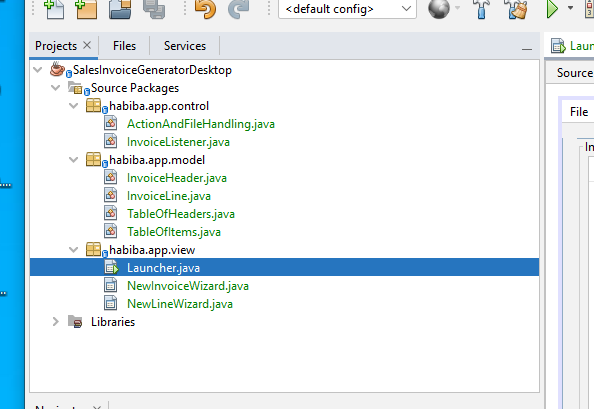 <default config>
Projects
Files
Services
Laun
SalesInvoiceGeneratorDesktop
Source
Source Packages
habiba.app.control
File
ActionAndFileHandling.java
InvoiceListener.java
In
habiba.app.model
InvoiceHeader.java
InvoiceLine.java
TableOfHeaders.java
TableOfItems.java
habiba.app.view
Launcher.java
NewInvoiceWizard.java
NewLineWizard.java
Libraries